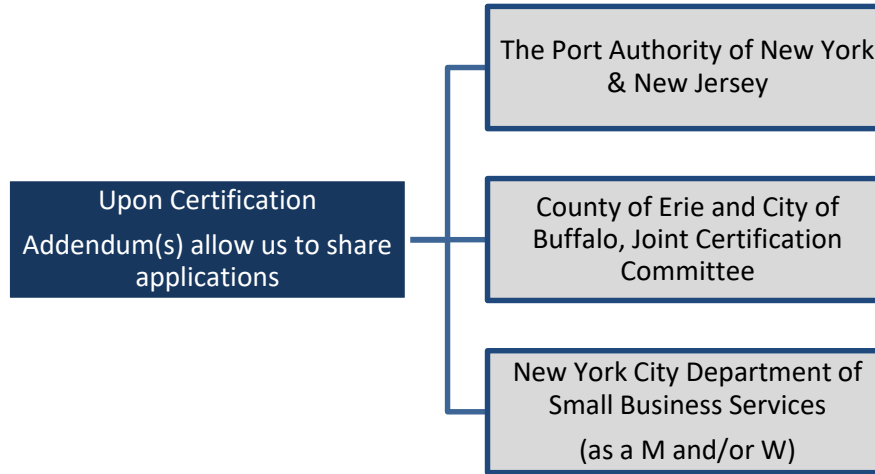 Upon Certification
Addendum(s) allow us to share
applications
The Port Authority of New York
& New Jersey
County of Erie and City of
Buffalo, Joint Certification
Committee
New York City Department of
Small Business Services
(as a M and/or W)